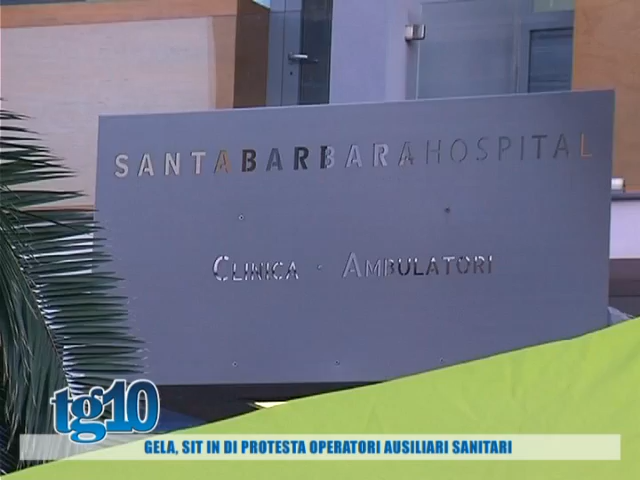 SANTABARBARAHOSPITAL
CLINICA · AMBULATORI
tg10
GELA, SIT IN DI PROTESTA OPERATORI AUSILIARI SANITARI